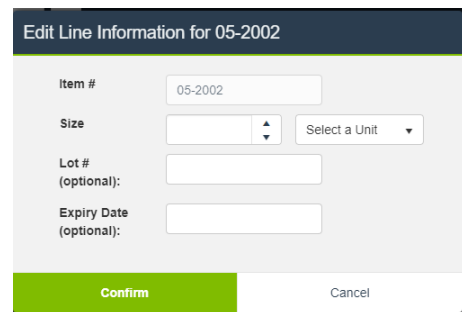 Edit Line Information for 05-2002
Item #
05-2002
Size
Select a Unit
Lot #
(optional):
Expiry Date
(optional):
Confirm
Cancel